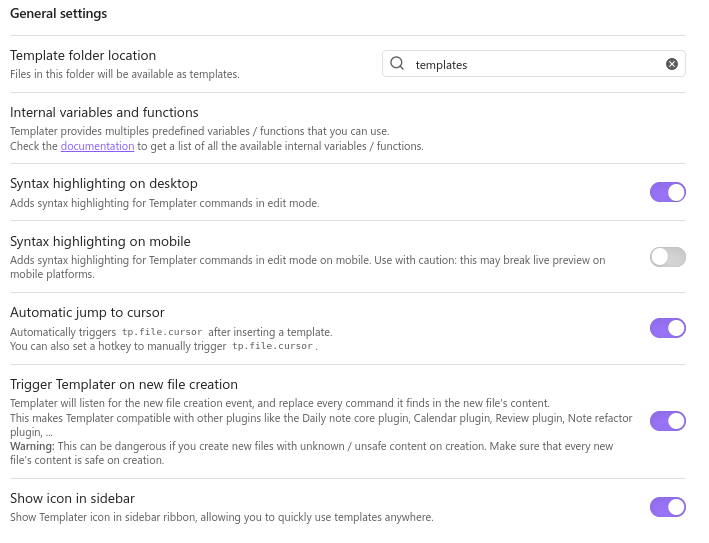 General settings
Template folder location
Files in this folder will be available as templates.
templates
Internal variables and functions
Templater provides multiple predefined variables / functions that you can use.
Check the documentation to get a list of all the available internal variables / functions.
Syntax highlighting on desktop
Adds syntax highlighting for Templater commands in edit mode.
Syntax highlighting on mobile
Adds syntax highlighting for Templater commands in edit mode on mobile. Use with caution: this may break live preview on
mobile platforms.
Automatic jump to cursor
Automatically triggers tp.file.cursor after inserting a template.
You can also set a hotkey to manually trigger tp.file.cursor.
Trigger Templater on new file creation
Templater will listen for the new file creation event, and replace every command it finds in the new file's content.
This makes Templater compatible with other plugins like the Daily note core plugin, Calendar plugin, Review plugin, Note refactor
plugin, ...
Warning: This can be dangerous if you create new files with unknown / unsafe content on creation. Make sure that every new
file's content is safe on creation.
Show icon in sidebar
Show Templater icon in sidebar ribbon, allowing you to quickly use templates anywhere.